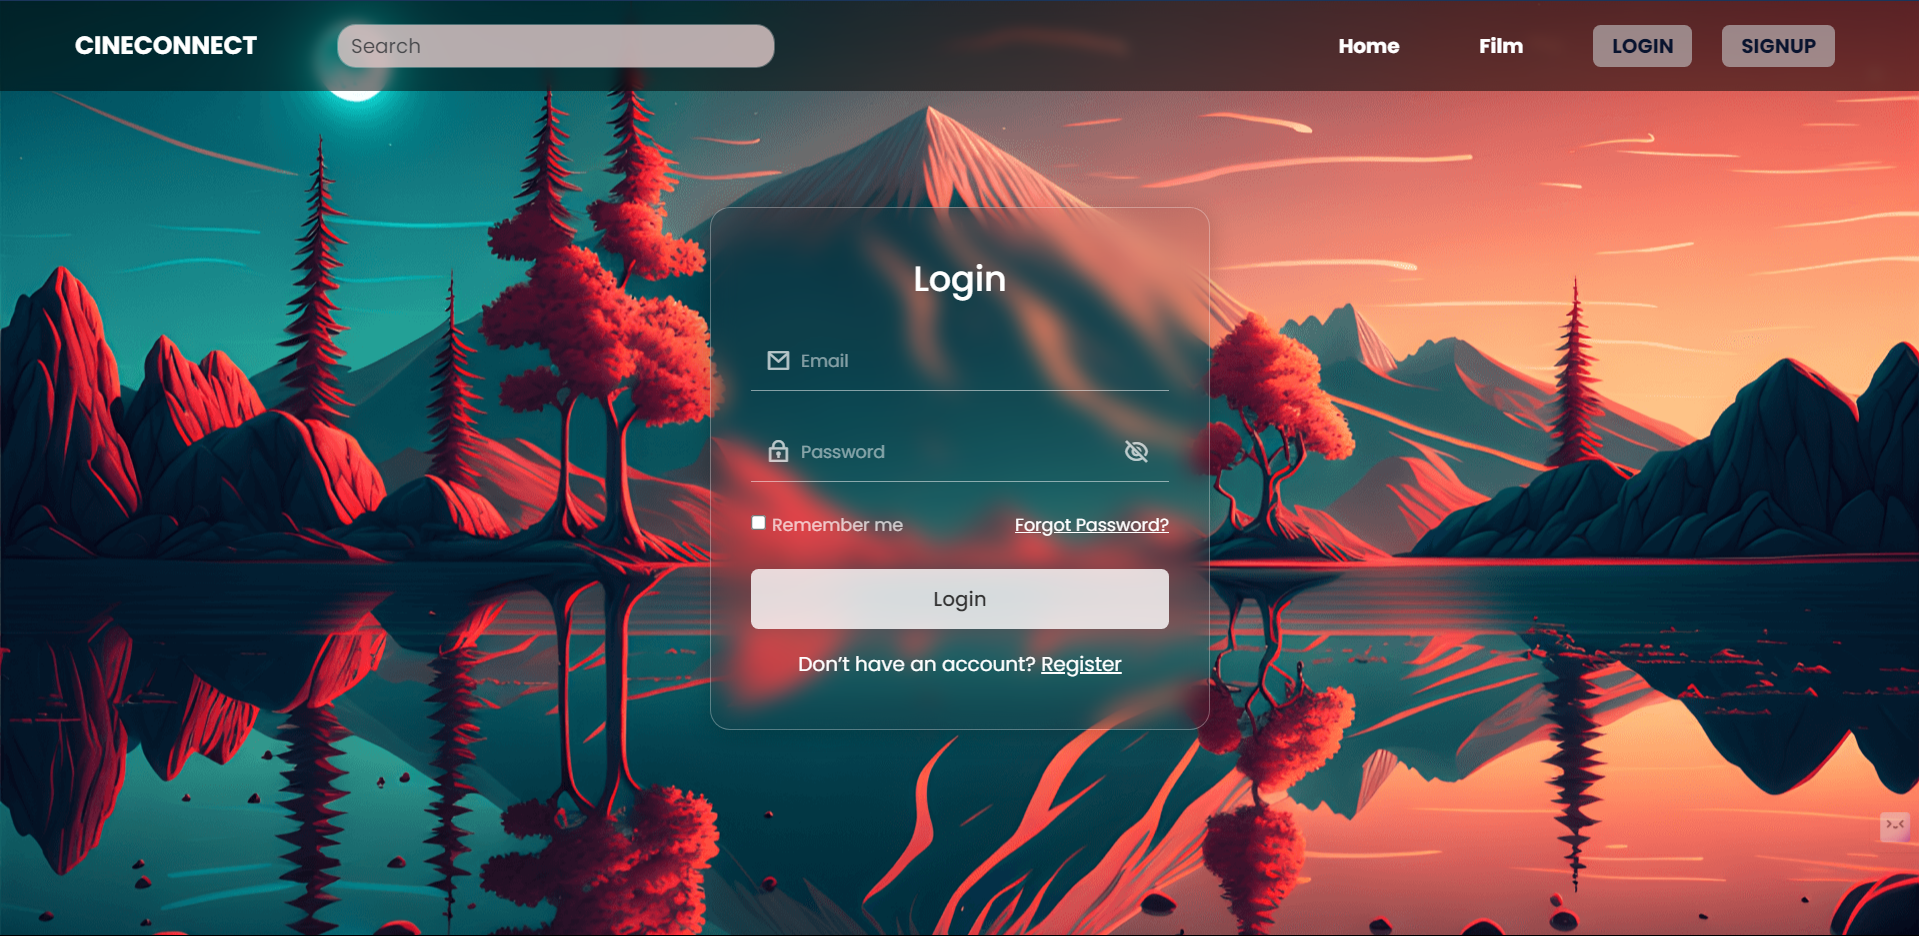 CINECONNECT Search Home Film LOGIN SIGNUP
Login
Email
Password
Remember me Forgot Password?
Login
Don't have an account? Register